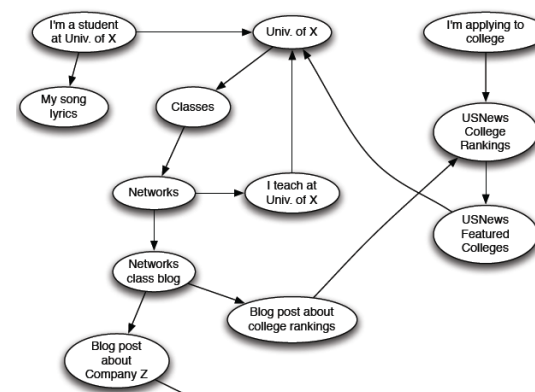 I'm a student
at Univ. of X
Univ. of X
I'm applying to
college
My song
lyrics
Classes
USNews
College
Rankings
Networks
I teach at
Univ. of X
USNews
Featured
Colleges
Networks
class blog
Blog post about
college rankings
Blog post
about
Company Z